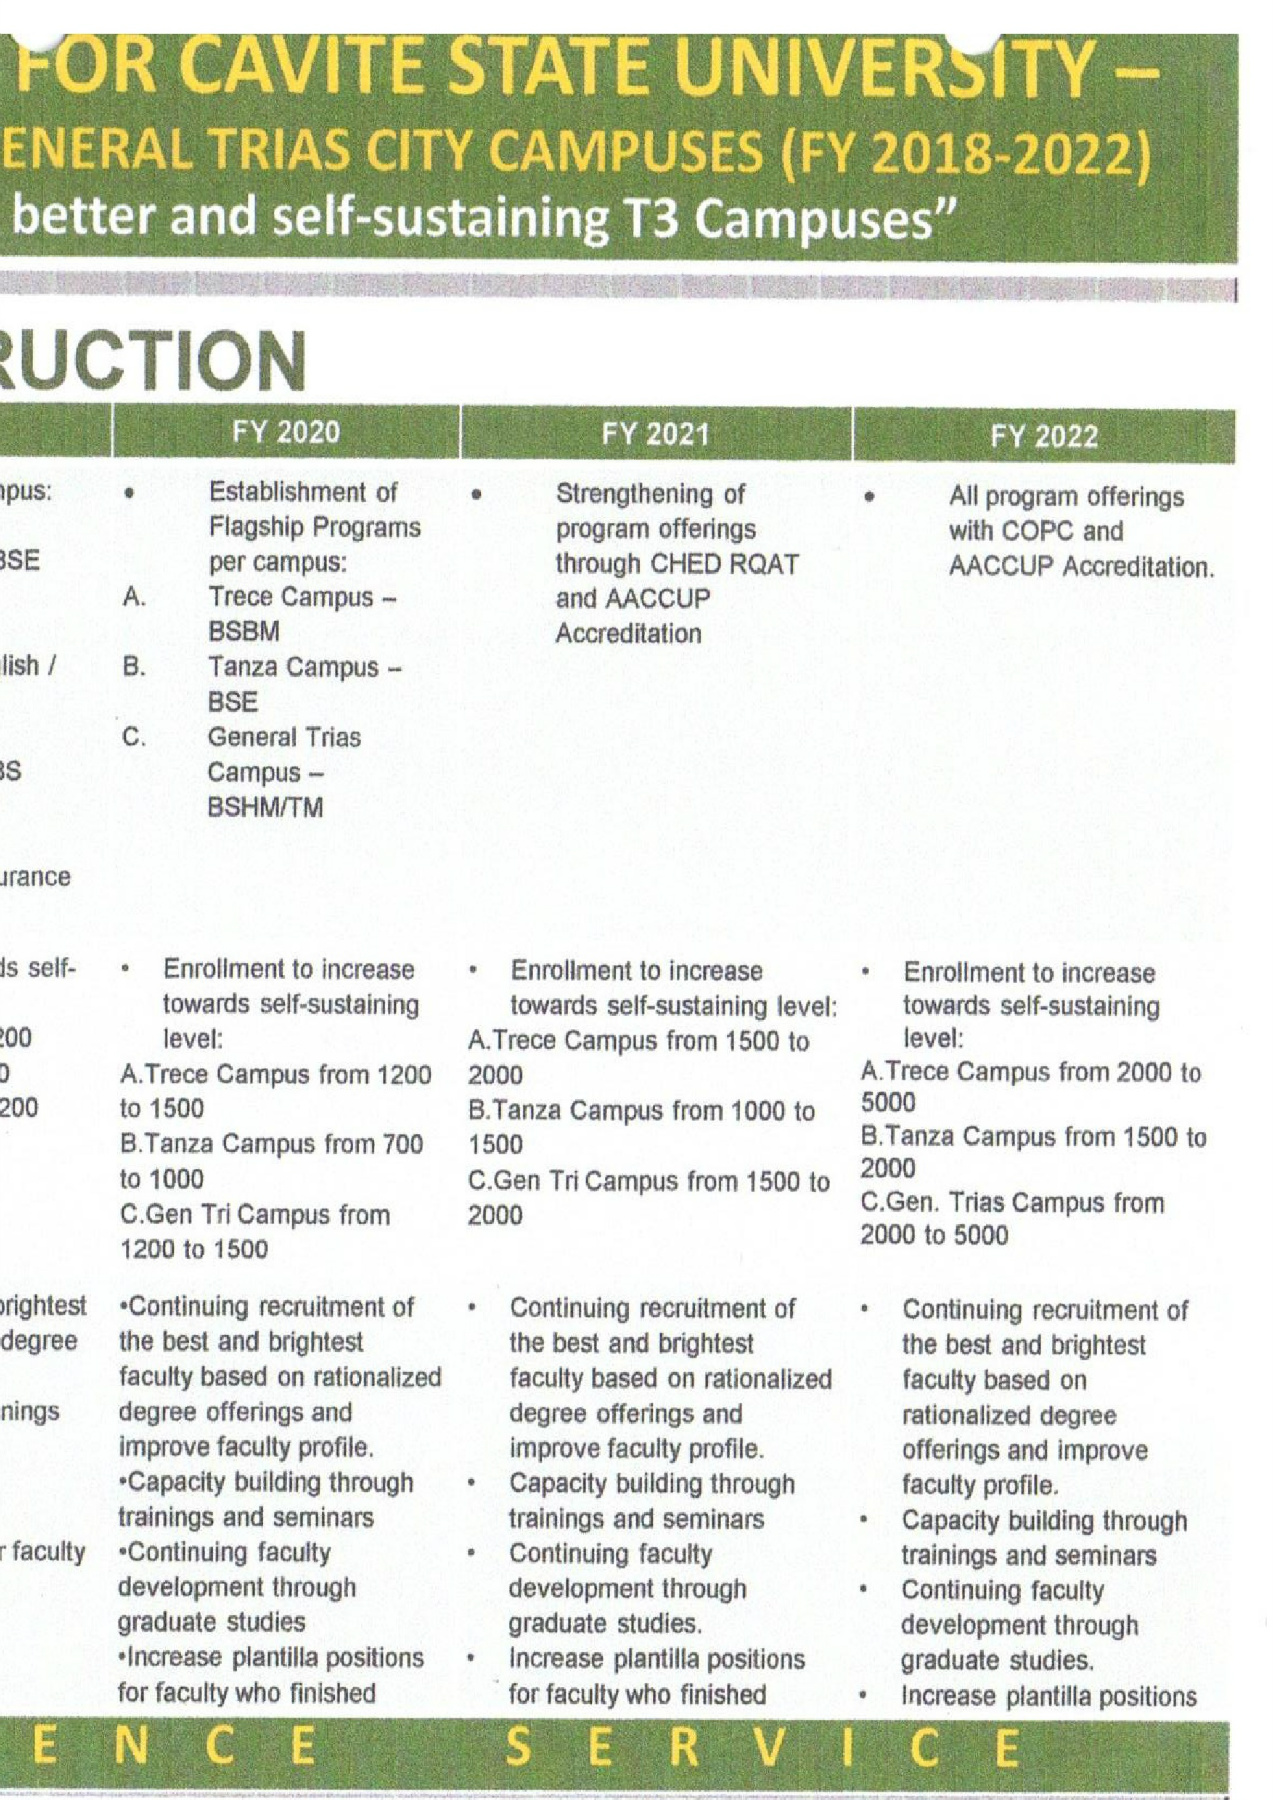 FOR CAVITE STATE UNIVERSITY –
ENERAL TRIAS CITY CAMPUSES (FY 2018-2022)
better and self-sustaining T3 Campuses”
RUCTION
FY 2020
FY 2021
FY 2022
npus:
BSE
lish /
BS
urance
• Establishment of
Flagship Programs
per campus:
A. Trece Campus –
BSBM
B. Tanza Campus –
BSE
C. General Trias
Campus –
BSHM/TM
• Strengthening of
program offerings
through CHED RQAT
and AACCUP
Accreditation
• All program offerings
with COPC and
AACCUP Accreditation.
ds self-
200
0
200
• Enrollment to increase
towards self-sustaining
level:
A.Trece Campus from 1200
to 1500
B.Tanza Campus from 700
to 1000
C.Gen Tri Campus from
1200 to 1500
• Enrollment to increase
towards self-sustaining level:
A.Trece Campus from 1500 to
2000
B.Tanza Campus from 1000 to
1500
C.Gen Tri Campus from 1500 to
2000
• Enrollment to increase
towards self-sustaining
level:
A.Trece Campus from 2000 to
5000
B.Tanza Campus from 1500 to
2000
C.Gen. Trias Campus from
2000 to 5000
brightest
degree
nings
r faculty
•Continuing recruitment of
the best and brightest
faculty based on rationalized
degree offerings and
improve faculty profile.
•Capacity building through
trainings and seminars
•Continuing faculty
development through
graduate studies
•Increase plantilla positions
for faculty who finished
• Continuing recruitment of
the best and brightest
faculty based on rationalized
degree offerings and
improve faculty profile.
• Capacity building through
trainings and seminars
• Continuing faculty
development through
graduate studies.
• Increase plantilla positions
for faculty who finished
• Continuing recruitment of
the best and brightest
faculty based on
rationalized degree
offerings and improve
faculty profile.
• Capacity building through
trainings and seminars
• Continuing faculty
development through
graduate studies.
• Increase plantilla positions
E N C E S E R V I C E